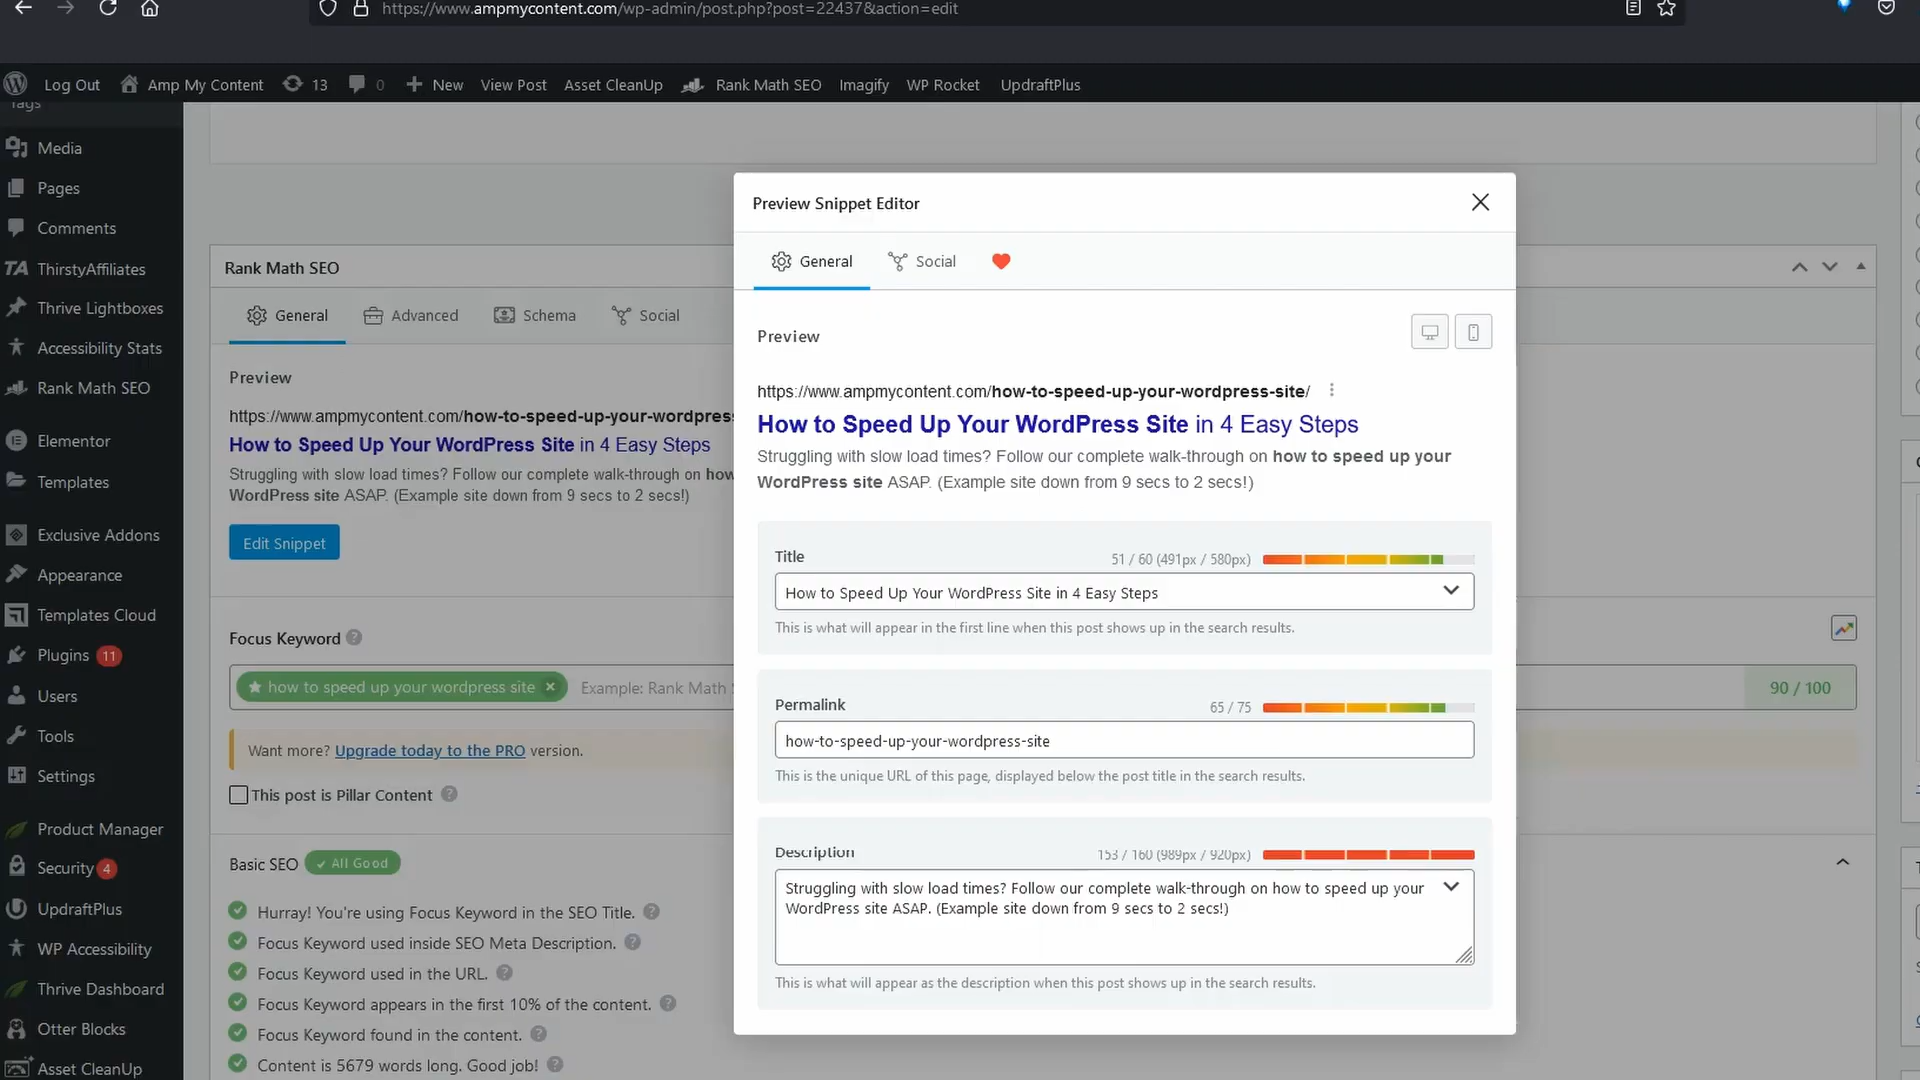 https://www.ampmycontent.com/wp-admin/post.php?post=22437&action=edit
Log Out
Amp My Content
13
0
New
View Post
Asset CleanUp
Rank Math SEO
Imagify
WP Rocket
UpdraftPlus
Tags
Media
Pages
Comments
ThirstyAffiliates
Thrive Lightboxes
Accessibility Stats
Rank Math SEO
Elementor
Templates
Exclusive Addons
Appearance
Templates Cloud
Plugins 11
Users
Tools
Settings
Product Manager
Security 4
UpdraftPlus
WP Accessibility
Thrive Dashboard
Otter Blocks
Asset CleanUp
Rank Math SEO
General
Advanced
Schema
Social
Preview
https://www.ampmycontent.com/how-to-speed-up-your-wordpress
How to Speed Up Your WordPress Site in 4 Easy Steps
Struggling with slow load times? Follow our complete walk-through on how
WordPress site ASAP. (Example site down from 9 secs to 2 secs!)
Edit Snippet
Focus Keyword
how to speed up your wordpress site
Example: Rank Math
90 / 100
Want more? Upgrade today to the PRO version.
This post is Pillar Content
Basic SEO
All Good
Hurray! You're using Focus Keyword in the SEO Title.
Focus Keyword used inside SEO Meta Description.
Focus Keyword used in the URL.
Focus Keyword appears in the first 10% of the content.
Focus Keyword found in the content.
Content is 5679 words long. Good job!
Preview Snippet Editor
General
Social
Preview
https://www.ampmycontent.com/how-to-speed-up-your-wordpress-site/
How to Speed Up Your WordPress Site in 4 Easy Steps
Struggling with slow load times? Follow our complete walk-through on how to speed up your
WordPress site ASAP. (Example site down from 9 secs to 2 secs!)
Title
51 / 60 (491px / 580px)
How to Speed Up Your WordPress Site in 4 Easy Steps
This is what will appear in the first line when this post shows up in the search results.
Permalink
65 / 75
how-to-speed-up-your-wordpress-site
This is the unique URL of this page, displayed below the post title in the search results.
Description
153 / 160 (989px / 920px)
Struggling with slow load times? Follow our complete walk-through on how to speed up your
WordPress site ASAP. (Example site down from 9 secs to 2 secs!)
This is what will appear as the description when this post shows up in the search results.